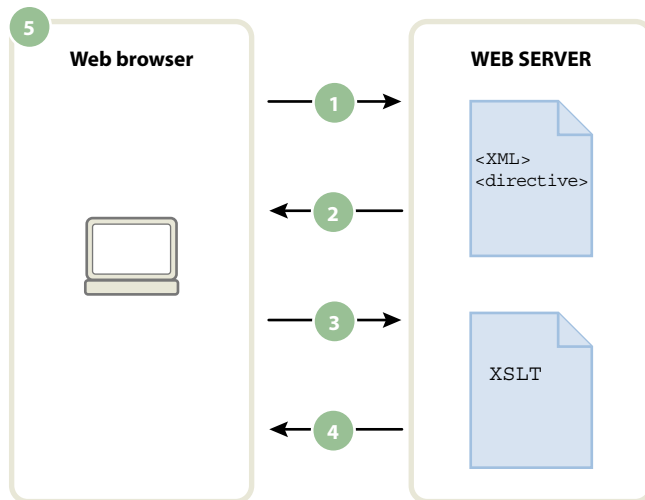 5
Web browser
WEB SERVER
1
<XML>
<directive>
2
3
XSLT
4